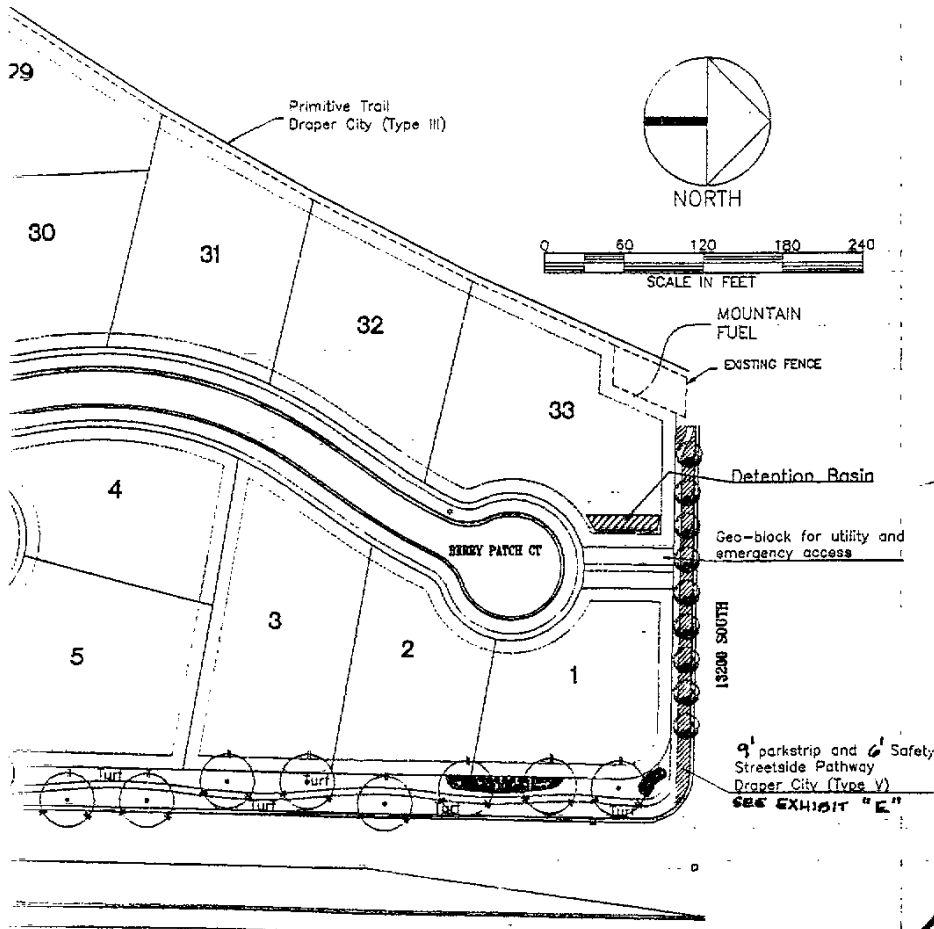 29
Primitive Trail
Draper City (Type III)
NORTH
30
31
0 60 120 180 240
SCALE IN FEET
32
MOUNTAIN
FUEL
EXISTING FENCE
33
Detention Basin
4
Geo-block for utility and
emergency access
BERRY PATCH CT
3
2
1
5
13200 SOUTH
9' parkstrip and 6' Safety
Streetside Pathway
Draper City (Type V)
SEE EXHIBIT "E"
Turf
Turf
Turf
Turf
Turf